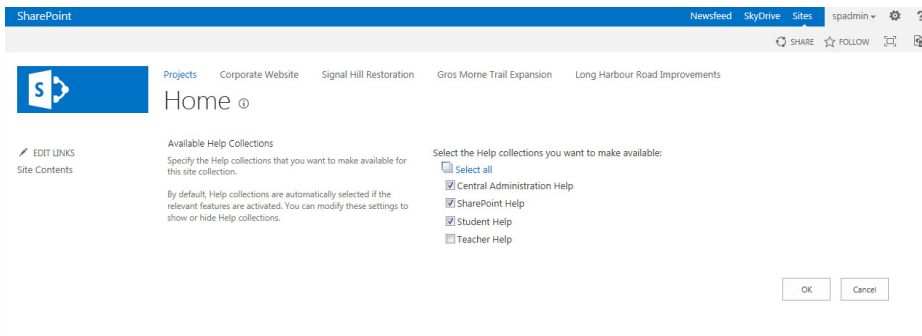 SharePoint
Newsfeed SkyDrive Sites spadmin ?
SHARE FOLLOW
S
Projects Corporate Website Signal Hill Restoration Gros Morne Trail Expansion Long Harbour Road Improvements
Home
EDIT LINKS
Site Contents
Available Help Collections
Specify the Help collections that you want to make available for
this site collection.
By default, Help collections are automatically selected if the
relevant features are activated. You can modify these settings to
show or hide Help collections.
Select the Help collections you want to make available:
Select all
Central Administration Help
SharePoint Help
Student Help
Teacher Help
OK Cancel